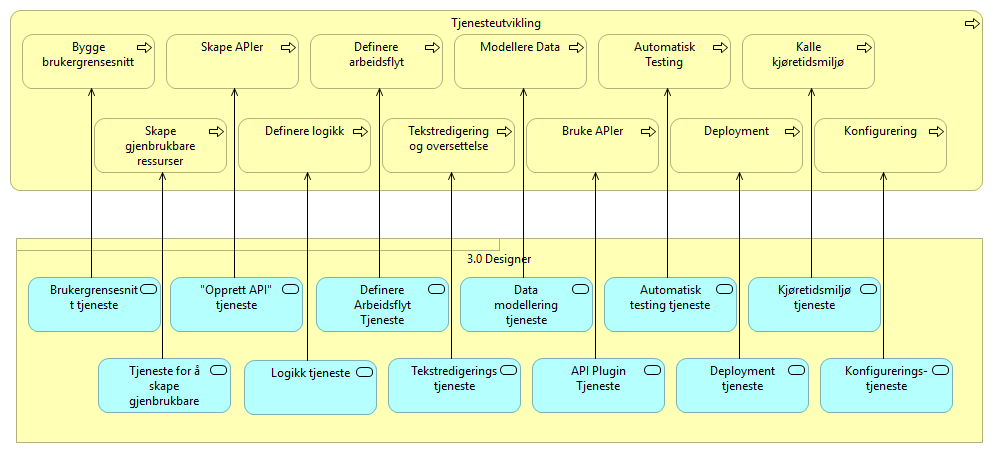 Tjenesteutvikling
Bygge
brukergrensesnitt
Skape APIer
Definere
arbeidsflyt
Modellere Data
Automatisk
Testing
Kalle
kjøretidsmiljø
Skape
gjenbrukbare
ressurser
Definere logikk
Tekstredigering
og oversettelse
Bruke APIer
Deployment
Konfigurering
3.0 Designer
Brukergrensesnit
t tjeneste
"Opprett API"
tjeneste
Definere
Arbeidsflyt
Tjeneste
Data
modellering
tjeneste
Automatisk
testing tjeneste
Kjøretidsmiljø
tjeneste
Tjeneste for å
skape
gjenbrukbare
Logikk tjeneste
Tekstredigerings
tjeneste
API Plugin
Tjeneste
Deployment
tjeneste
Konfigurerings-
tjeneste